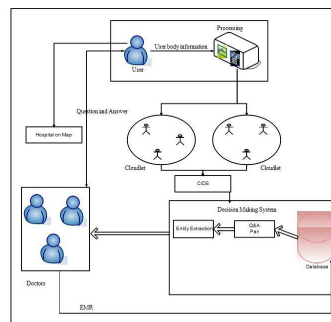 Processing
User body information
User
Question and Answer
Hospital on Map
Cloudlet
Cloudlet
CIDS
Decision Making System
Entity Extraction
Q&A
Pair
Database
Doctors
EMR